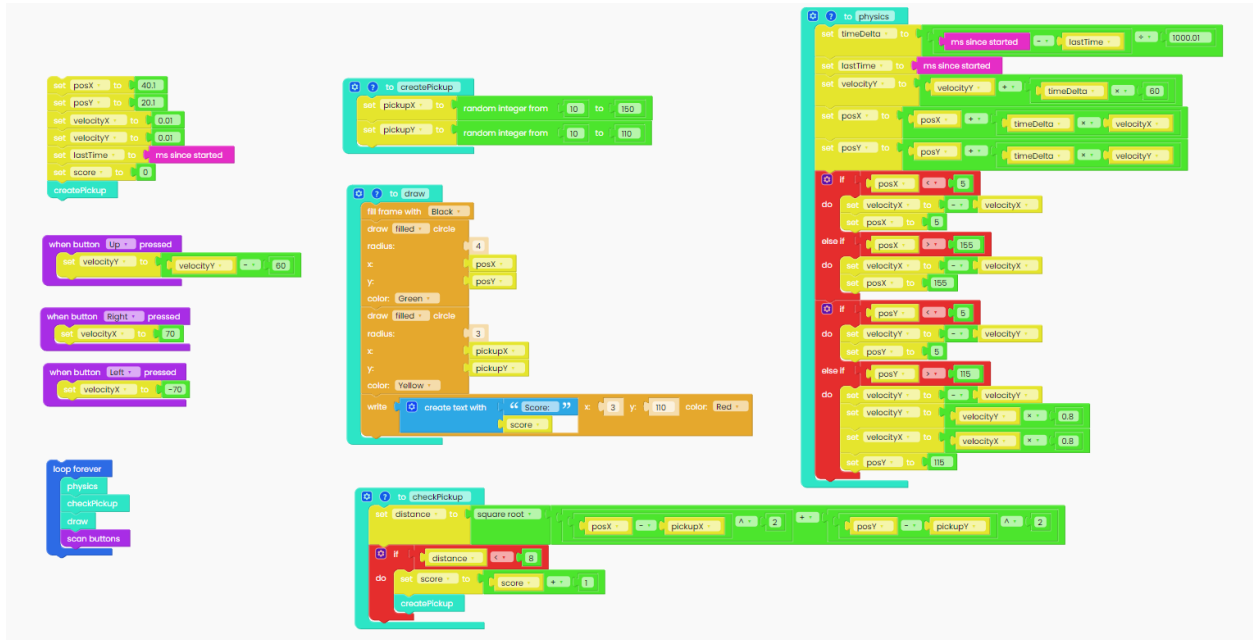 set posX to 40.1
set posY to 20.1
set velocityX to 0.01
set velocityY to 0.01
set lastTime to ms since started
set score to 0
createPickup
when button Up pressed
set velocityY to velocityY - 60
when button Right pressed
set velocityX to 70
when button Left pressed
set velocityX to -70
loop forever
physics
checkPickup
draw
scan buttons
? to createPickup
set pickupX to random integer from 10 to 150
set pickupY to random integer from 10 to 110
? to draw
fill frame with Black
draw filled circle
radius: 4
x: posX
y: posY
color: Green
draw filled circle
radius: 3
x: pickupX
y: pickupY
color: Yellow
write create text with “ Score: ” x: 3 y: 110 color: Red
score
? to checkPickup
set distance to square root posX - pickupX ^ 2 + posY - pickupY ^ 2
if distance < 8
do set score to score + 1
createPickup
? to physics
set timeDelta to ms since started - lastTime ÷ 1000.01
set lastTime to ms since started
set velocityY to velocityY + timeDelta × 60
set posX to posX + timeDelta × velocityX
set posY to posY + timeDelta × velocityY
if posX < 5
do set velocityX to - velocityX
set posX to 5
else if posX > 155
do set velocityX to - velocityX
set posX to 155
if posY < 5
do set velocityY to - velocityY
set posY to 5
else if posY > 115
do set velocityY to - velocityY
set velocityY to velocityY × 0.8
set velocityX to velocityX × 0.8
set posY to 115